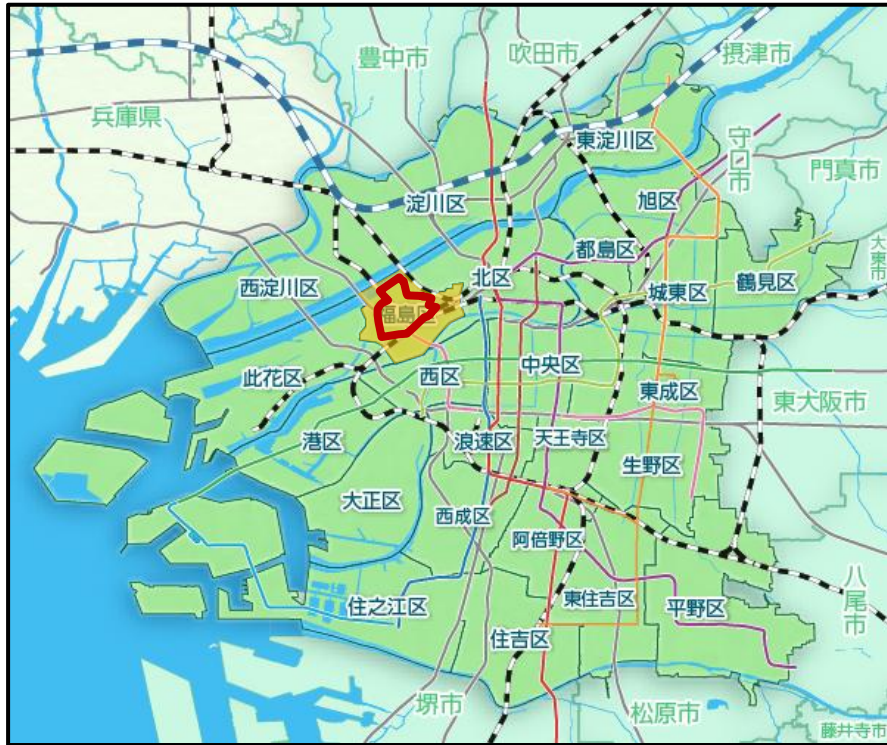 豊中市
吹田市
摂津市
兵庫県
東淀川区
守口市
門真市
淀川区
旭区
都島区
大東市
北区
西淀川区
城東区
鶴見区
福島区
此花区
西区
中央区
東成区
東大阪市
港区
浪速区
天王寺区
生野区
大正区
西成区
阿倍野区
八尾市
住之江区
東住吉区
平野区
住吉区
堺市
松原市
藤井寺市